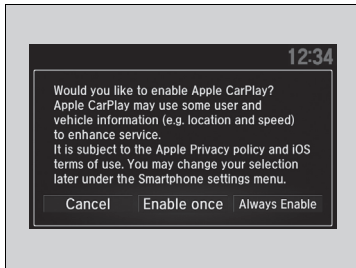 12:34
Would you like to enable Apple CarPlay?
Apple CarPlay may use some user and
vehicle information (e.g. location and speed)
to enhance service.
It is subject to the Apple Privacy policy and iOS
terms of use. You may change your selection
later under the Smartphone settings menu.
Cancel Enable once Always Enable